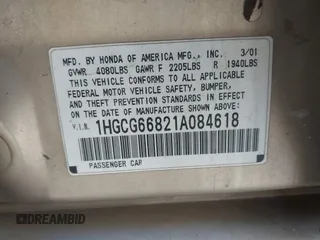 MFD. BY HONDA OF AMERICA MFG., INC. 3/01
GVWR 4080LBS GAWR F 2205LBS R 1940LBS
THIS VEHICLE CONFORMS TO ALL APPLICABLE
FEDERAL MOTOR VEHICLE SAFETY, BUMPER,
AND THEFT PREVENTION STANDARDS IN EFFECT
ON THE DATE OF MANUFACTURE SHOWN ABOVE.
V.I.N. 1HGCG66821A084618
PASSENGER CAR
DREAMBID